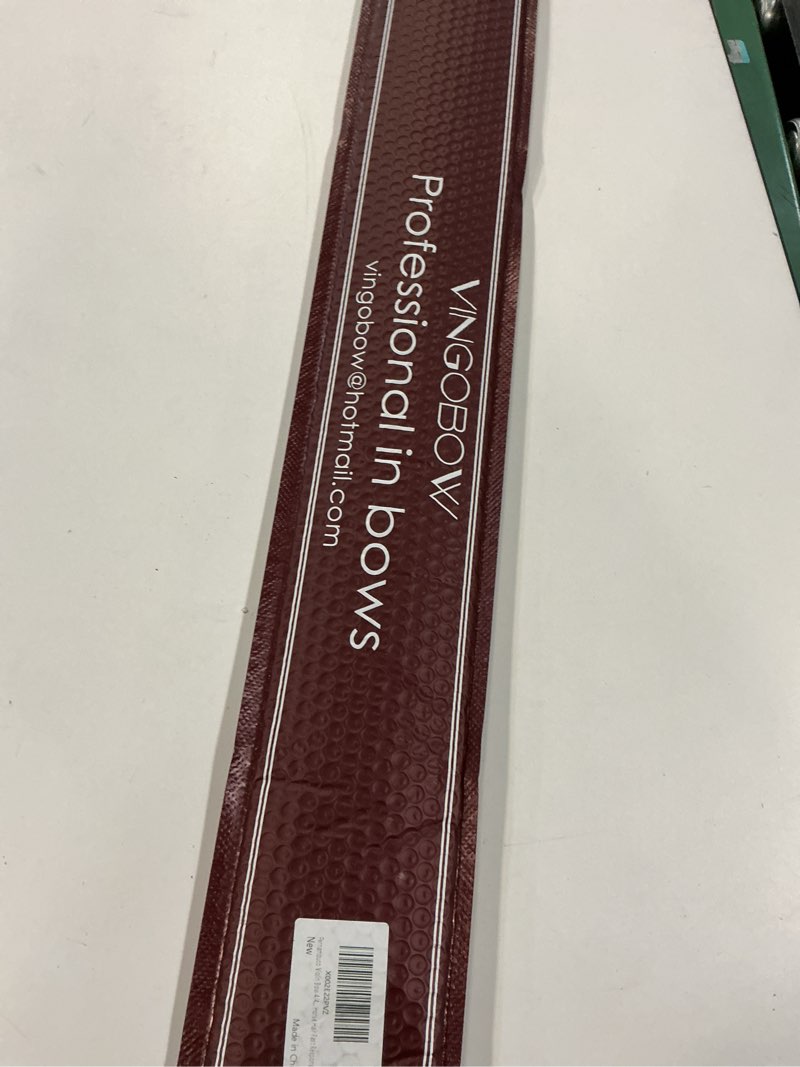 VINGOBOW
Professional in bows
vingobow@hotmail.com
New
Made in Ch